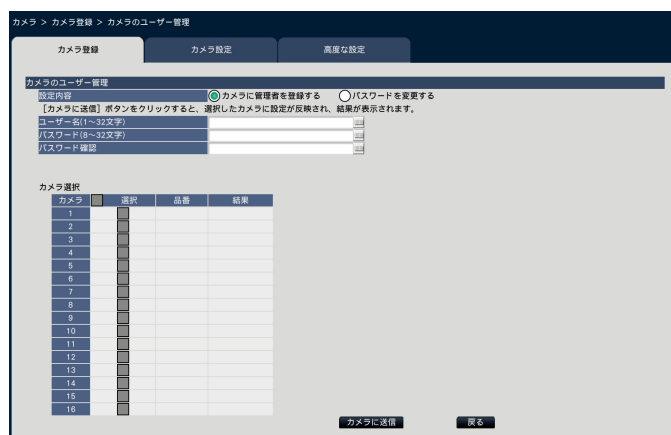 カメラ > カメラ登録 > カメラのユーザー管理
カメラ登録 カメラ設定 高度な設定
カメラのユーザー管理
設定内容 カメラに管理者を登録する パスワードを変更する
［カメラに送信］ボタンをクリックすると、選択したカメラに設定が反映され、結果が表示されます。
ユーザー名(1～32文字)
パスワード(8～32文字)
パスワード確認
カメラ選択
カメラ 選択 品番 結果
1
2
3
4
5
6
7
8
9
10
11
12
13
14
15
16
カメラに送信 戻る